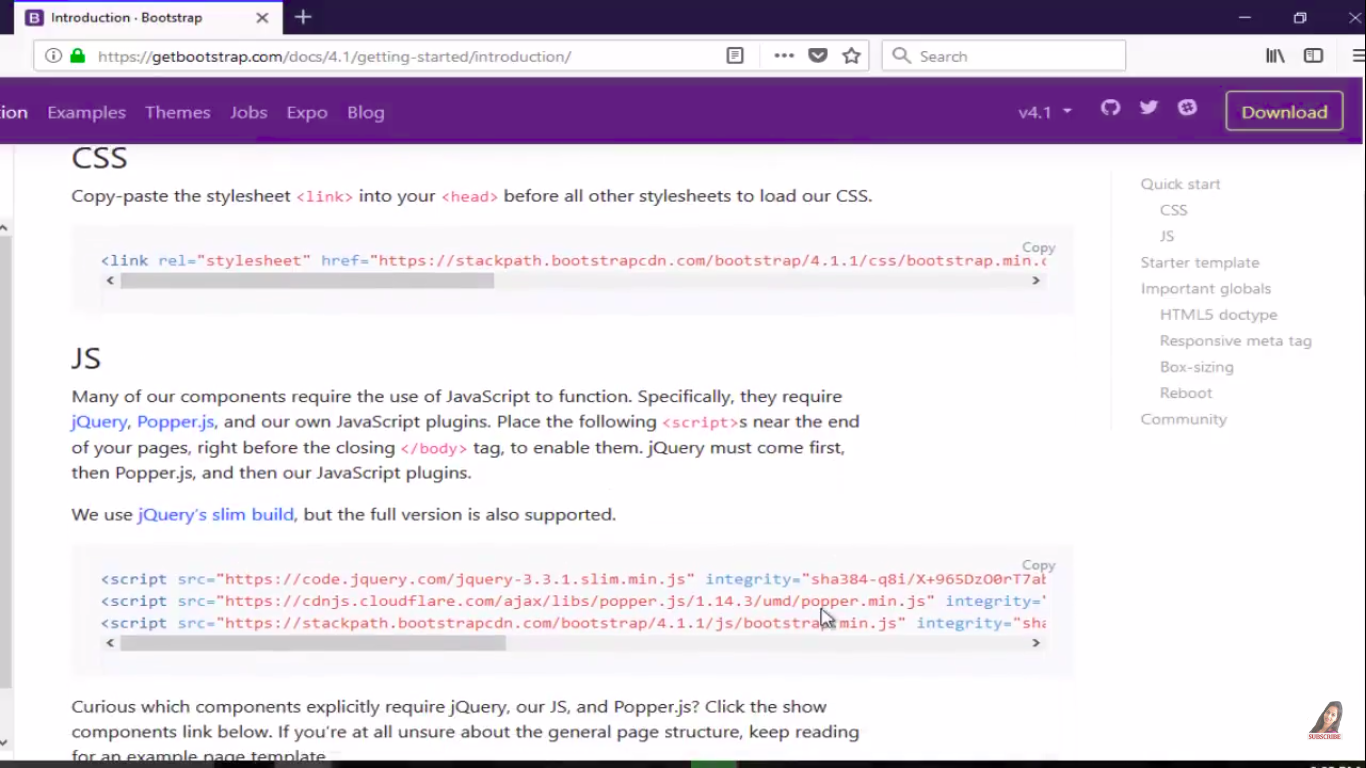 B Introduction · Bootstrap
https://getbootstrap.com/docs/4.1/getting-started/introduction/
Search
ion Examples Themes Jobs Expo Blog v4.1 Download
CSS
Copy-paste the stylesheet <link> into your <head> before all other stylesheets to load our CSS.
Copy
<link rel="stylesheet" href="https://stackpath.bootstrapcdn.com/bootstrap/4.1.1/css/bootstrap.min.c
JS
Many of our components require the use of JavaScript to function. Specifically, they require
jQuery, Popper.js, and our own JavaScript plugins. Place the following <script>s near the end
of your pages, right before the closing </body> tag, to enable them. jQuery must come first,
then Popper.js, and then our JavaScript plugins.
We use jQuery's slim build, but the full version is also supported.
Copy
<script src="https://code.jquery.com/jquery-3.3.1.slim.min.js" integrity="sha384-q8i/X+965DzO0rT7ab
<script src="https://cdnjs.cloudflare.com/ajax/libs/popper.js/1.14.3/umd/popper.min.js" integrity="
<script src="https://stackpath.bootstrapcdn.com/bootstrap/4.1.1/js/bootstrap.min.js" integrity="sha
Curious which components explicitly require jQuery, our JS, and Popper.js? Click the show
components link below. If you're at all unsure about the general page structure, keep reading
for an example page template.
Quick start
CSS
JS
Starter template
Important globals
HTML5 doctype
Responsive meta tag
Box-sizing
Reboot
Community
SUBSCRIBE